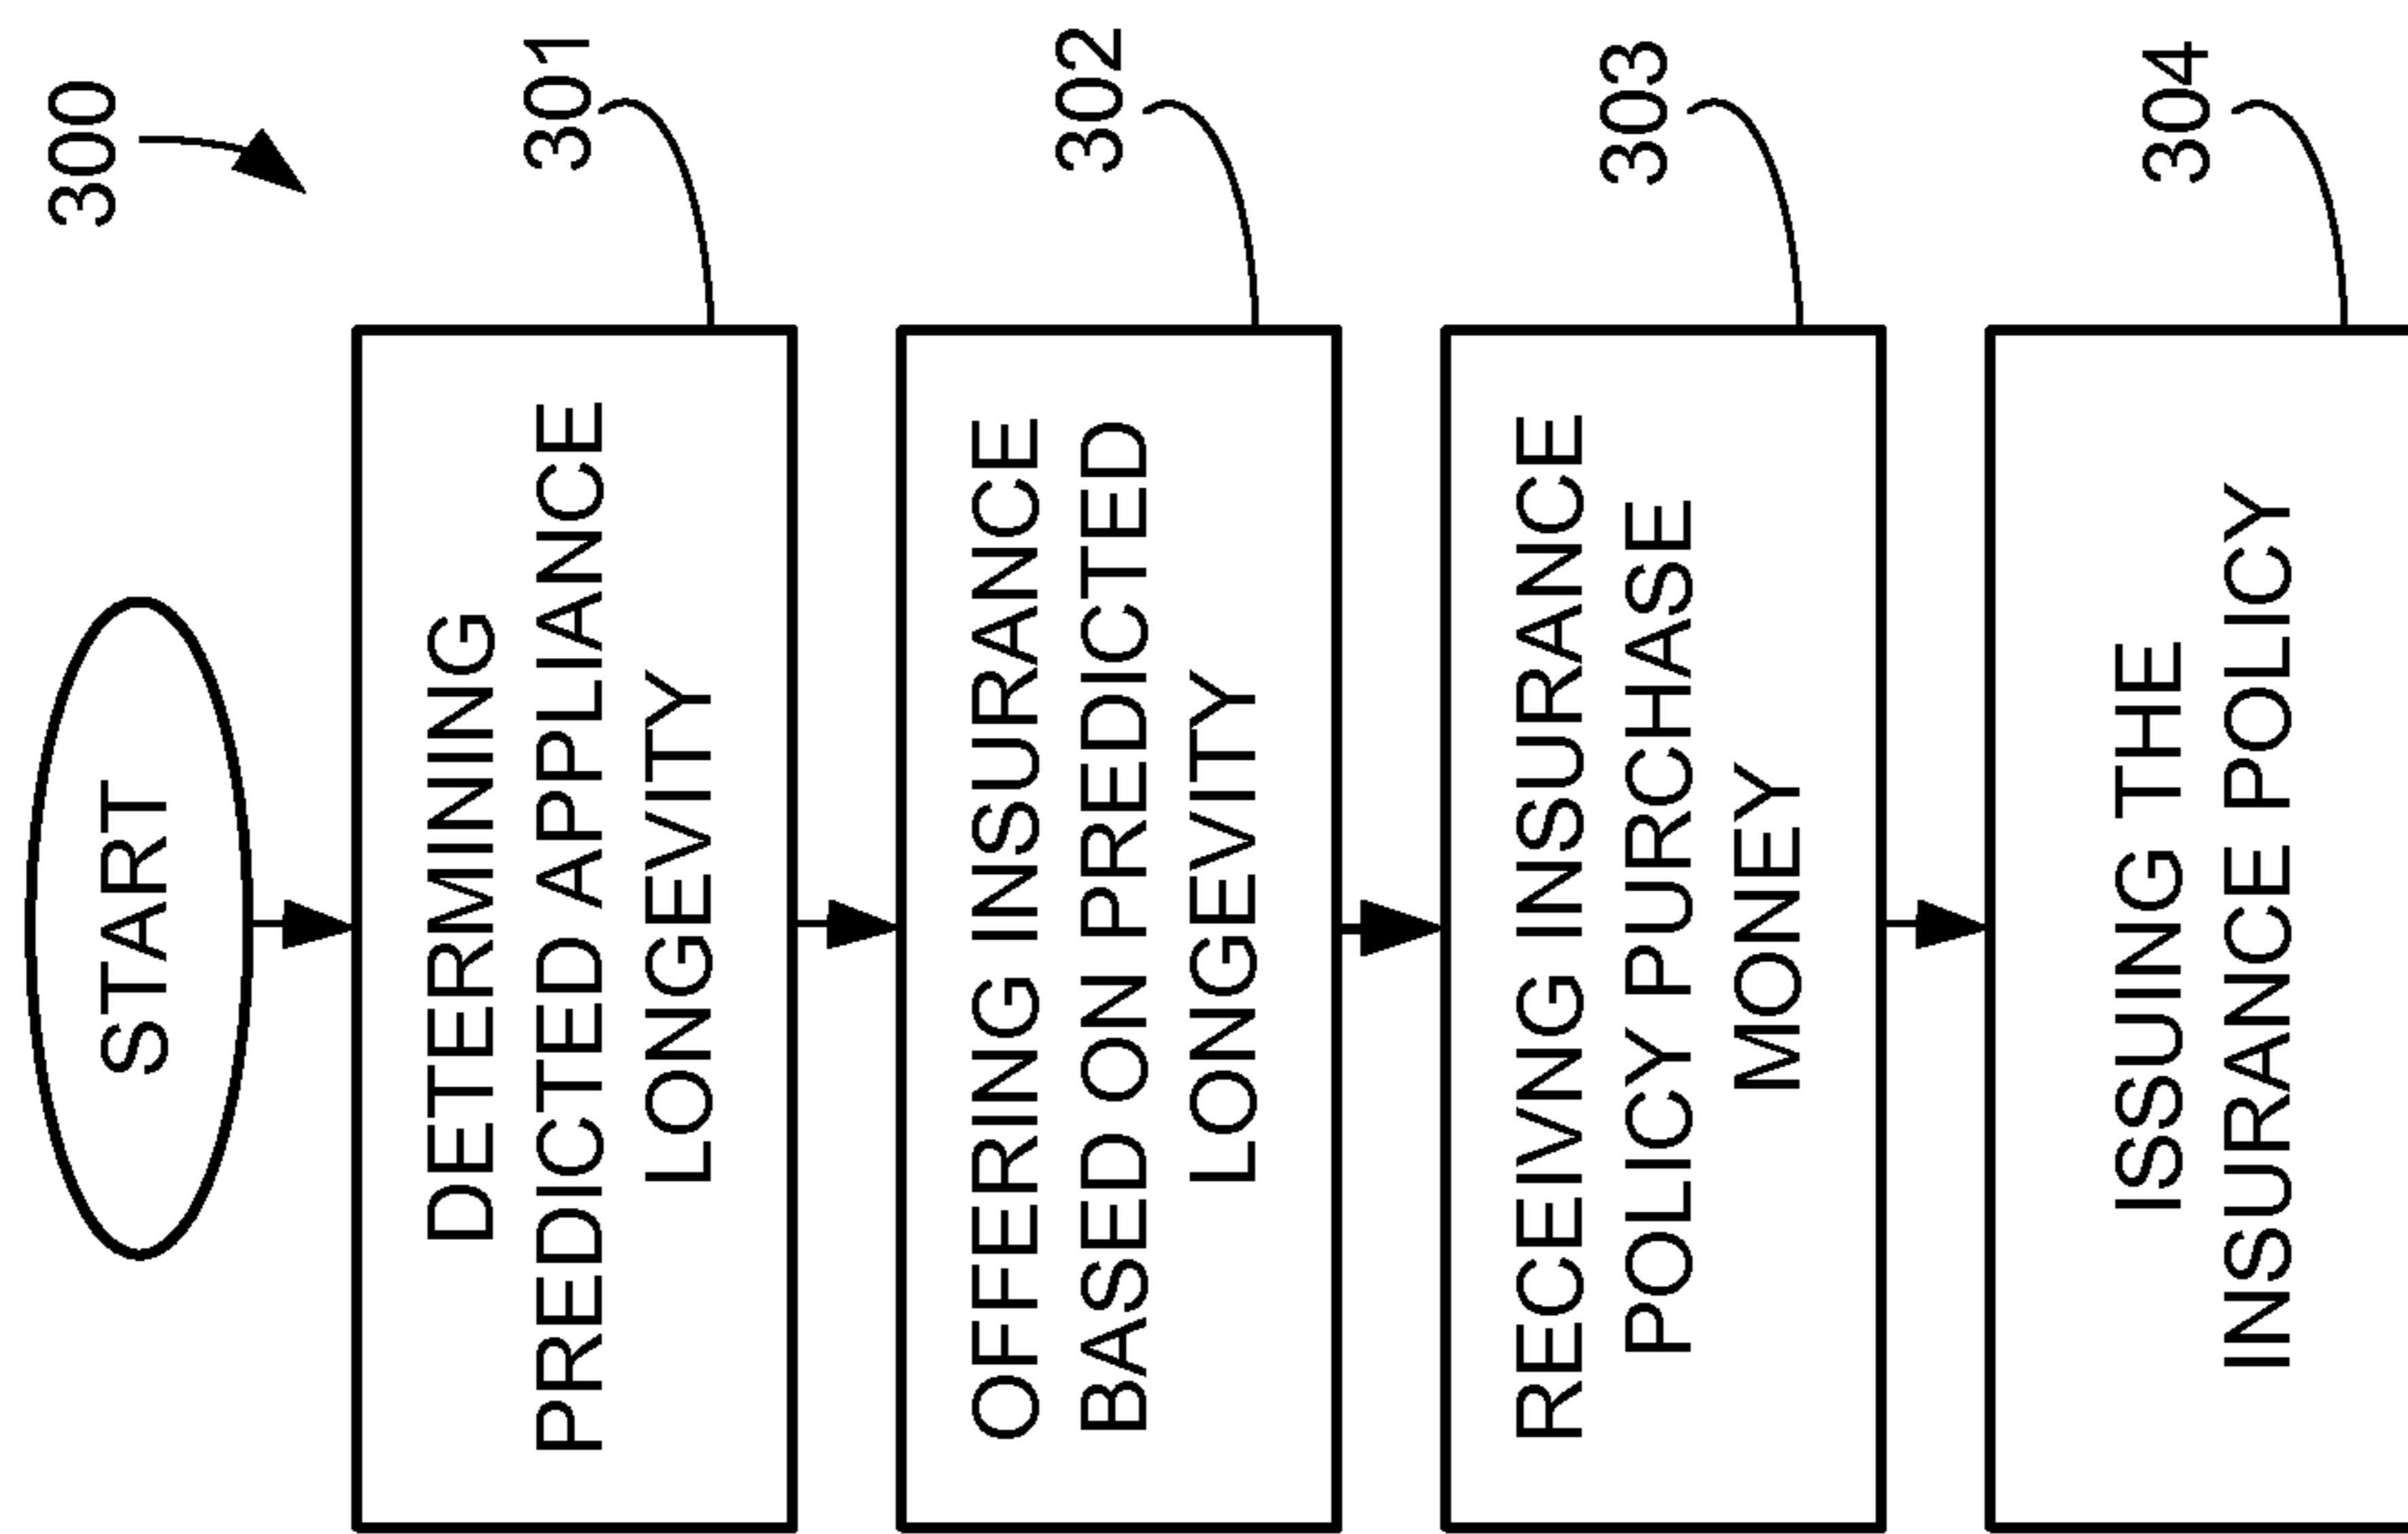 300
START
301
DETERMINING
PREDICTED APPLIANCE
LONGEVITY
302
OFFERING INSURANCE
BASED ON PREDICTED
LONGEVITY
303
RECEIVNG INSURANCE
POLICY PURCHASE
MONEY
304
ISSUING THE
INSURANCE POLICY